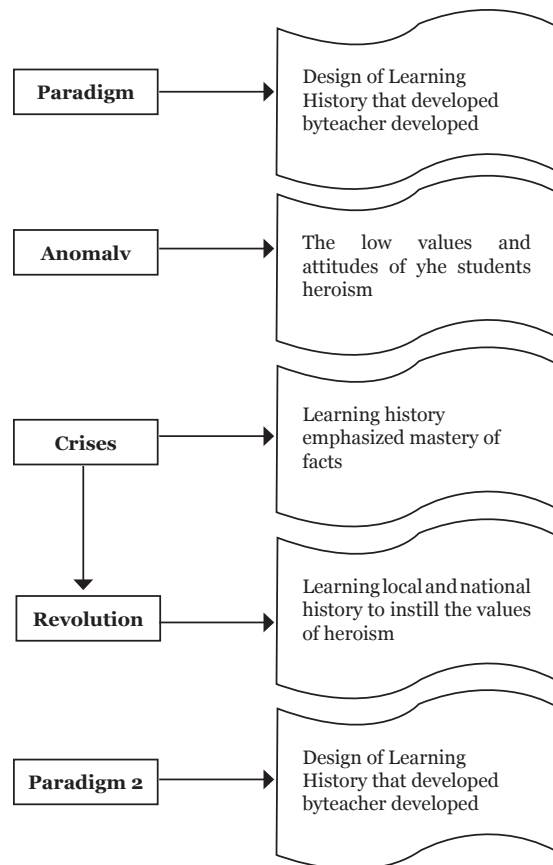 Paradigm
Design of Learning
History that developed
byteacher developed
Anomalv
The low values and
attitudes of yhe students
heroism
Crises
Learning history
emphasized mastery of
facts
Revolution
Learning local and national
history to instill the values
of heroism
Paradigm 2
Design of Learning
History that developed
byteacher developed